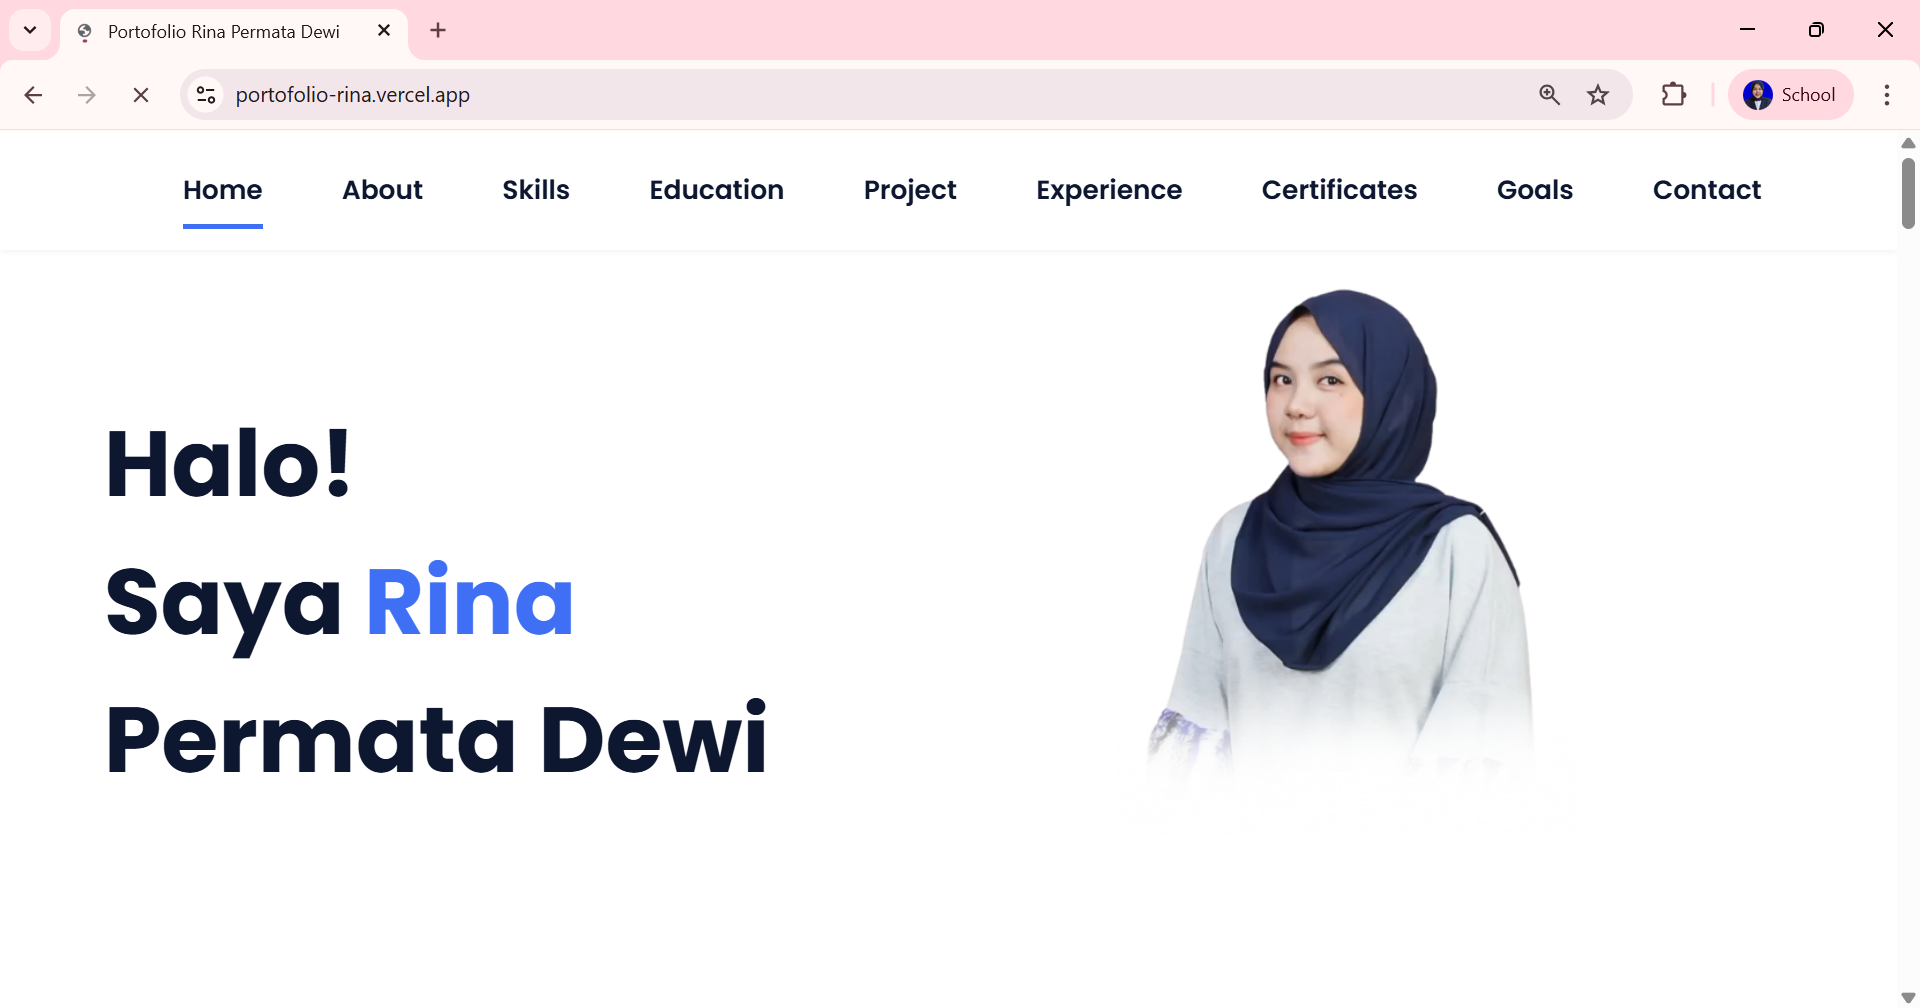 Portofolio Rina Permata Dewi
portofolio-rina.vercel.app
School
Home About Skills Education Project Experience Certificates Goals Contact
Halo!
Saya Rina
Permata Dewi